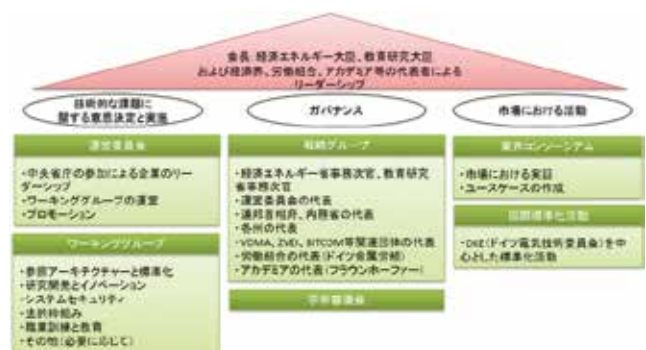 会長:経済エネルギー大臣、教育研究大臣
および経済界、労働組合、アカデミア等の代表者による
リーダーシップ
技術的な課題に
関する意思決定と実施
ガバナンス
市場における活動
運営委員会
・中央省庁の参加による企業のリー
ダーシップ
・ワーキンググループの運営
・プロモーション
ワーキンググループ
・参照アーキテクチャーと標準化
・研究開発とイノベーション
・システムセキュリティ
・法的枠組み
・職業訓練と教育
・その他(必要に応じて)
戦略グループ
・経済エネルギー省事務次官、教育研究
省事務次官
・運営委員会の代表
・連邦首相府、内務省の代表
・各州の代表
・VDMA、ZVEI、BITCOM等関連団体の代表
・労働組合の代表(ドイツ金属労組)
・アカデミアの代表(フラウンホーファー)
業界コンソーシアム
・市場における実証
・ユースケースの作成
国際標準化活動
・DKE(ドイツ電気技術委員会)を中
心とした標準化活動